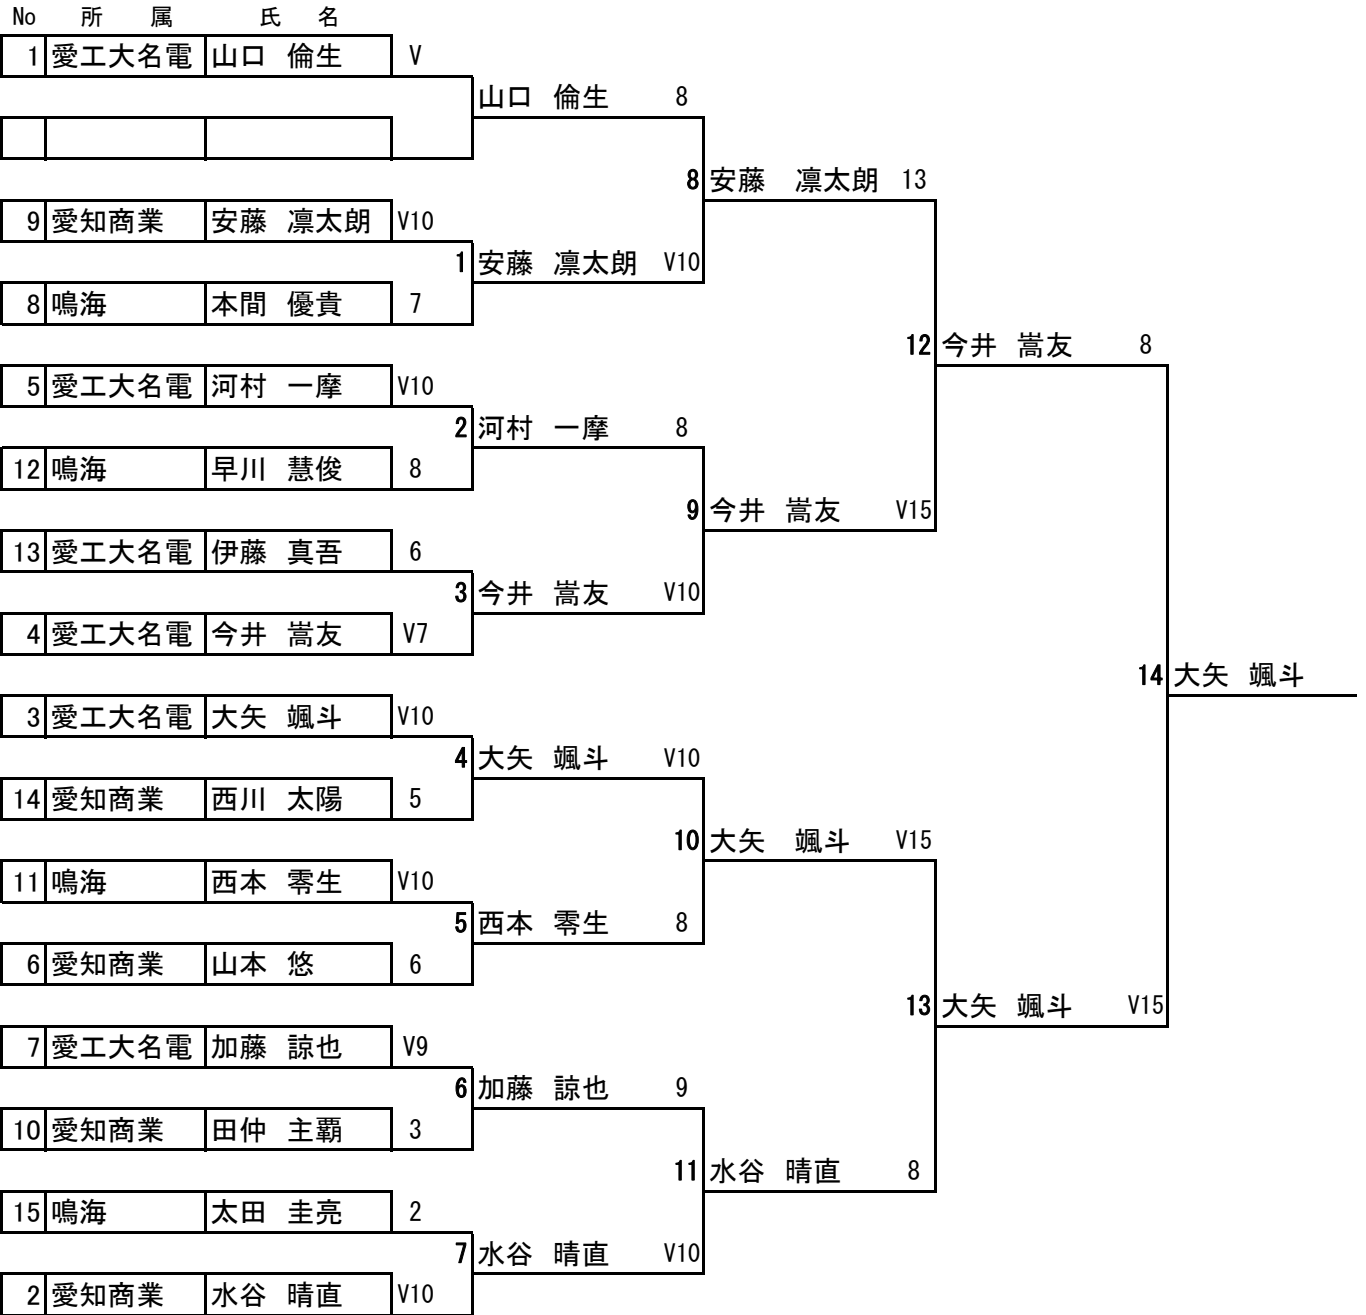 No 所 属 氏 名
1 愛工大名電 山口 倫生 V
山口 倫生 8
8 安藤 凛太朗 13
9 愛知商業 安藤 凛太朗 V10
1 安藤 凛太朗 V10
8 鳴海 本間 優貴 7
12 今井 嵩友 8
5 愛工大名電 河村 一摩 V10
2 河村 一摩 8
12 鳴海 早川 慧俊 8
9 今井 嵩友 V15
13 愛工大名電 伊藤 真吾 6
3 今井 嵩友 V10
4 愛工大名電 今井 嵩友 V7
14 大矢 颯斗
3 愛工大名電 大矢 颯斗 V10
4 大矢 颯斗 V10
14 愛知商業 西川 太陽 5
10 大矢 颯斗 V15
11 鳴海 西本 零生 V10
5 西本 零生 8
6 愛知商業 山本 悠 6
13 大矢 颯斗 V15
7 愛工大名電 加藤 諒也 V9
6 加藤 諒也 9
10 愛知商業 田仲 主覇 3
11 水谷 晴直 8
15 鳴海 太田 圭亮 2
7 水谷 晴直 V10
2 愛知商業 水谷 晴直 V10